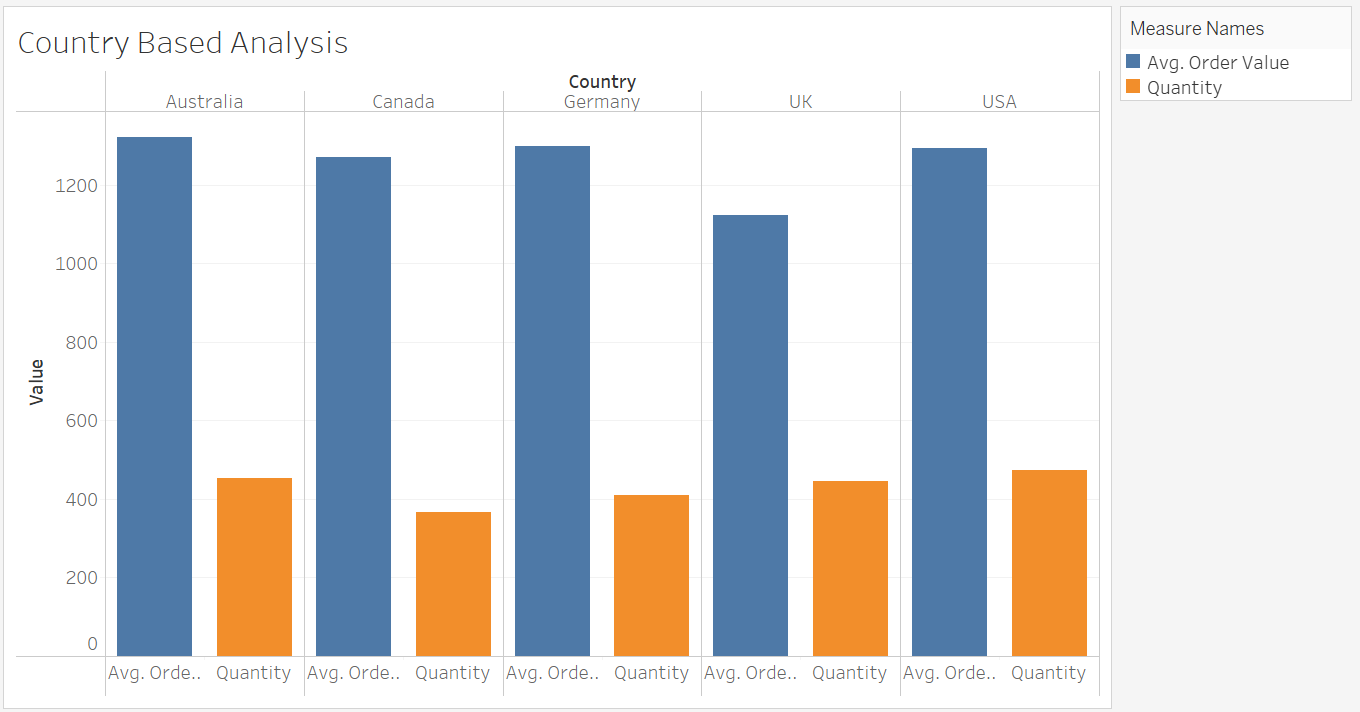 Country Based Analysis
Country
Australia Canada Germany UK USA
1200
1000
800
600
400
200
0
Value
Avg. Orde.. Quantity Avg. Orde.. Quantity Avg. Orde.. Quantity Avg. Orde.. Quantity Avg. Orde.. Quantity
Measure Names
Avg. Order Value
Quantity